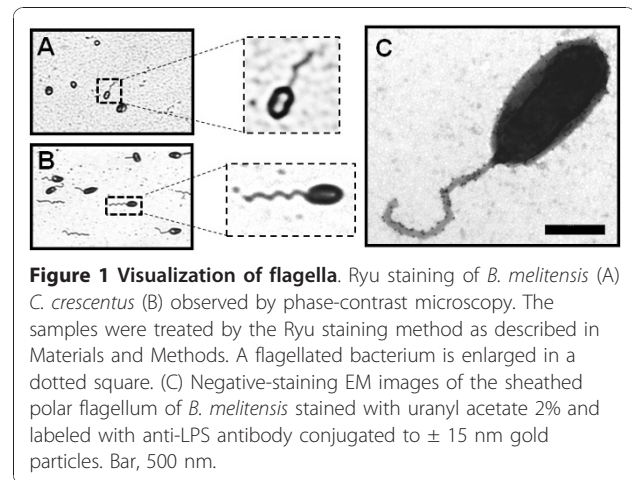 A
B
C
Figure 1 Visualization of flagella. Ryu staining of B. melitensis (A)
C. crescentus (B) observed by phase-contrast microscopy. The
samples were treated by the Ryu staining method as described in
Materials and Methods. A flagellated bacterium is enlarged in a
dotted square. (C) Negative-staining EM images of the sheathed
polar flagellum of B. melitensis stained with uranyl acetate 2% and
labeled with anti-LPS antibody conjugated to ± 15 nm gold
particles. Bar, 500 nm.